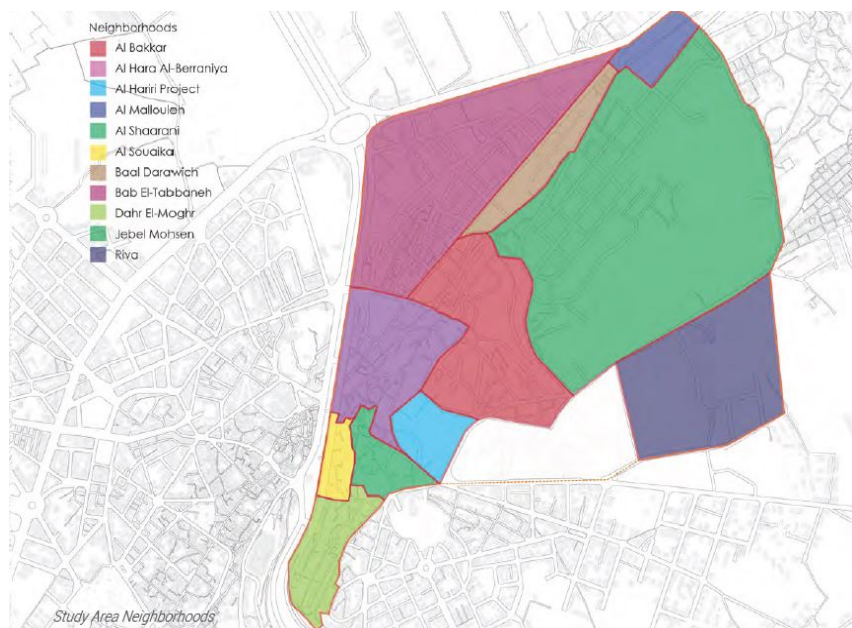 Neighborhoods
Al Bakkar
Al Hara Al-Berraniya
Al-Hariri Project
Al Mallouleh
Al Shaarani
Al Souaika
Baal Darawich
Bab El-Tabbaneh
Dahr El-Moghr
Jebel Mohsen
Riva
Study Area Neighborhoods